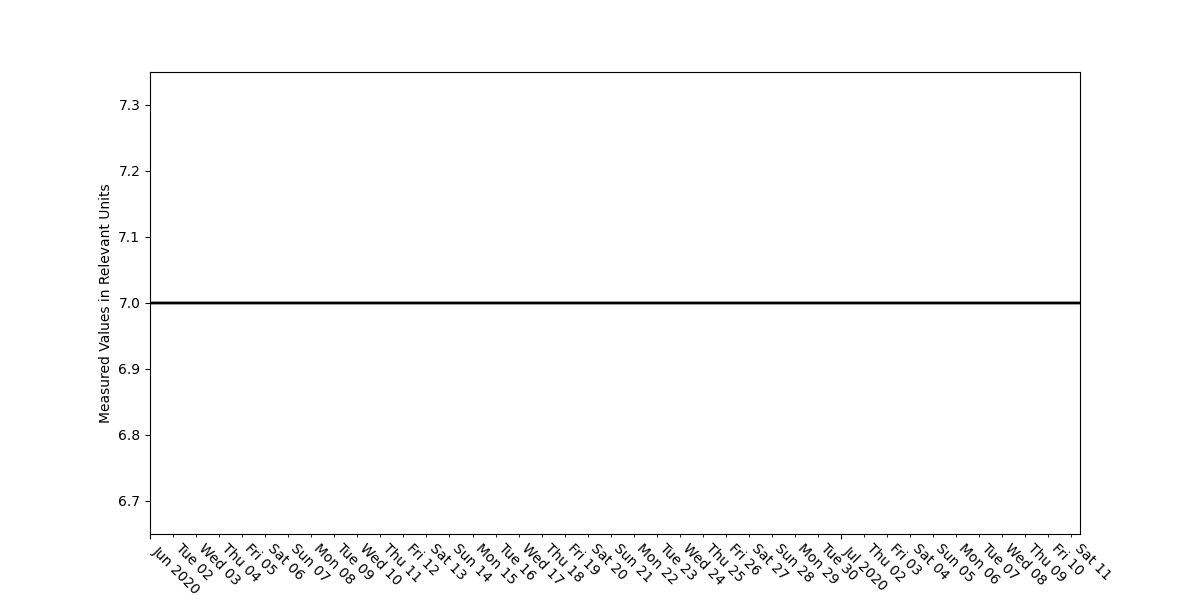 7.3
7.2
7.1
7.0
6.9
6.8
6.7
Measured Values in Relevant Units
Jun 2020
Tue 02
Wed 03
Thu 04
Fri 05
Sat 06
Sun 07
Mon 08
Tue 09
Wed 10
Thu 11
Fri 12
Sat 13
Sun 14
Mon 15
Tue 16
Wed 17
Thu 18
Fri 19
Sat 20
Sun 21
Mon 22
Tue 23
Wed 24
Thu 25
Fri 26
Sat 27
Sun 28
Mon 29
Tue 30
Jul 2020
Thu 02
Fri 03
Sat 04
Sun 05
Mon 06
Tue 07
Wed 08
Thu 09
Fri 10
Sat 11